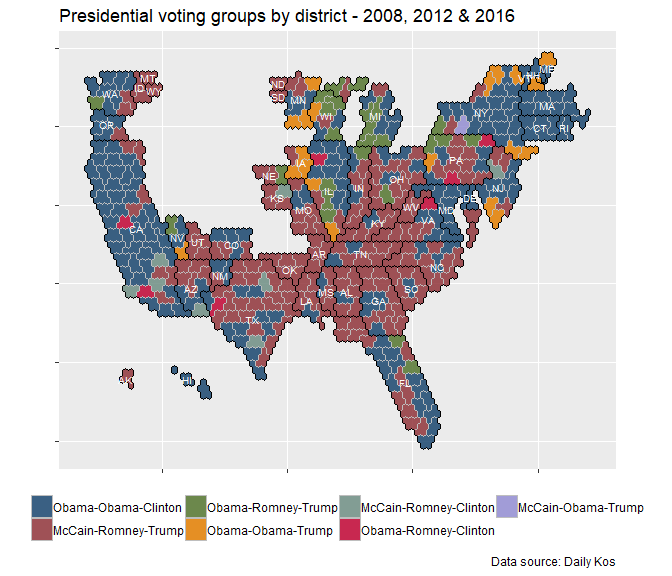 Presidential voting groups by district - 2008, 2012 & 2016
ME
MT
ND
WA
ID
WY
SD
MN
NH
WI
MI
NY
MA
OR
CT
RI
IA
PA
NE
OH
IL
IN
NJ
KS
MO
WV
MD
DE
CA
KY
VA
NV
UT
CO
AR
TN
NC
OK
NM
AZ
MS
AL
SC
LA
GA
TX
AK
HI
FL
Obama-Obama-Clinton
Obama-Romney-Trump
McCain-Romney-Clinton
McCain-Obama-Trump
McCain-Romney-Trump
Obama-Obama-Trump
Obama-Romney-Clinton
Data source: Daily Kos